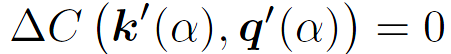 ΔC (𝒌′(α), 𝒒′(α)) = 0